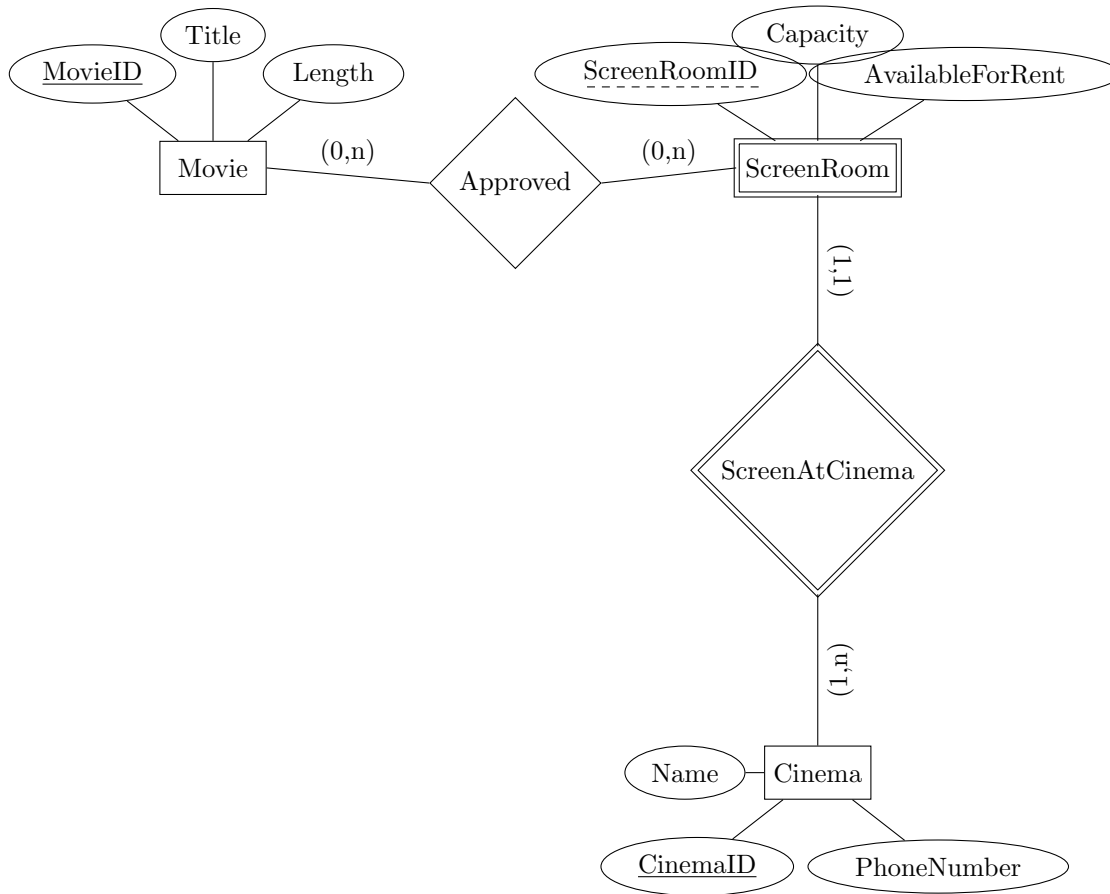 Title
Capacity
MovieID
Length
ScreenRoomID
AvailableForRent
(0,n)
(0,n)
Movie
Approved
ScreenRoom
(1,1)
ScreenAtCinema
(1,n)
Name
Cinema
CinemaID
PhoneNumber